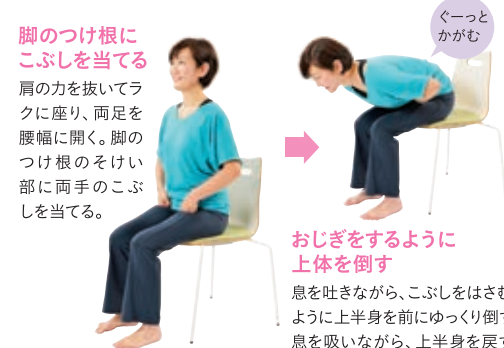 脚のつけ根に
こぶしを当てる
肩の力を抜いてラ
クに座り、両足を
腰幅に開く。脚の
つけ根のそけい
部に両手のこぶ
しを当てる。
ぐーっと
かがむ
おじぎをするように
上体を倒す
息を吐きながら、こぶしをはさむ
ように上半身を前にゆっくり倒す
息を吸いながら、上半身を戻す